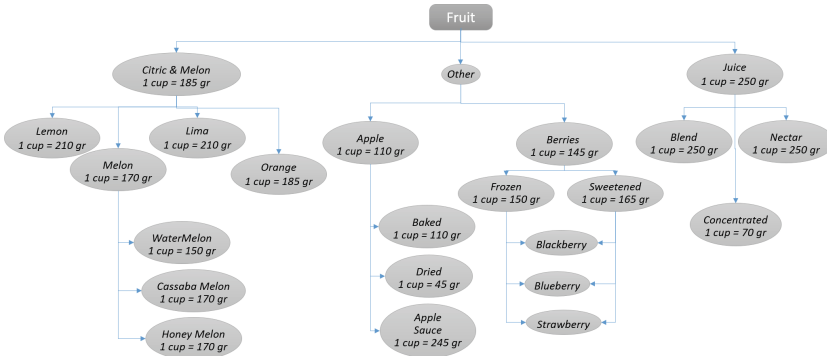 Fruit
Citric & Melon
1 cup = 185 gr
Other
Juice
1 cup = 250 gr
Lemon
1 cup = 210 gr
Lima
1 cup = 210 gr
Melon
1 cup = 170 gr
Orange
1 cup = 185 gr
Apple
1 cup = 110 gr
Berries
1 cup = 145 gr
Blend
1 cup = 250 gr
Nectar
1 cup = 250 gr
Frozen
1 cup = 150 gr
Sweetened
1 cup = 165 gr
Concentrated
1 cup = 70 gr
WaterMelon
1 cup = 150 gr
Cassaba Melon
1 cup = 170 gr
Honey Melon
1 cup = 170 gr
Baked
1 cup = 110 gr
Dried
1 cup = 45 gr
Apple
Sauce
1 cup = 245 gr
Blackberry
Blueberry
Strawberry